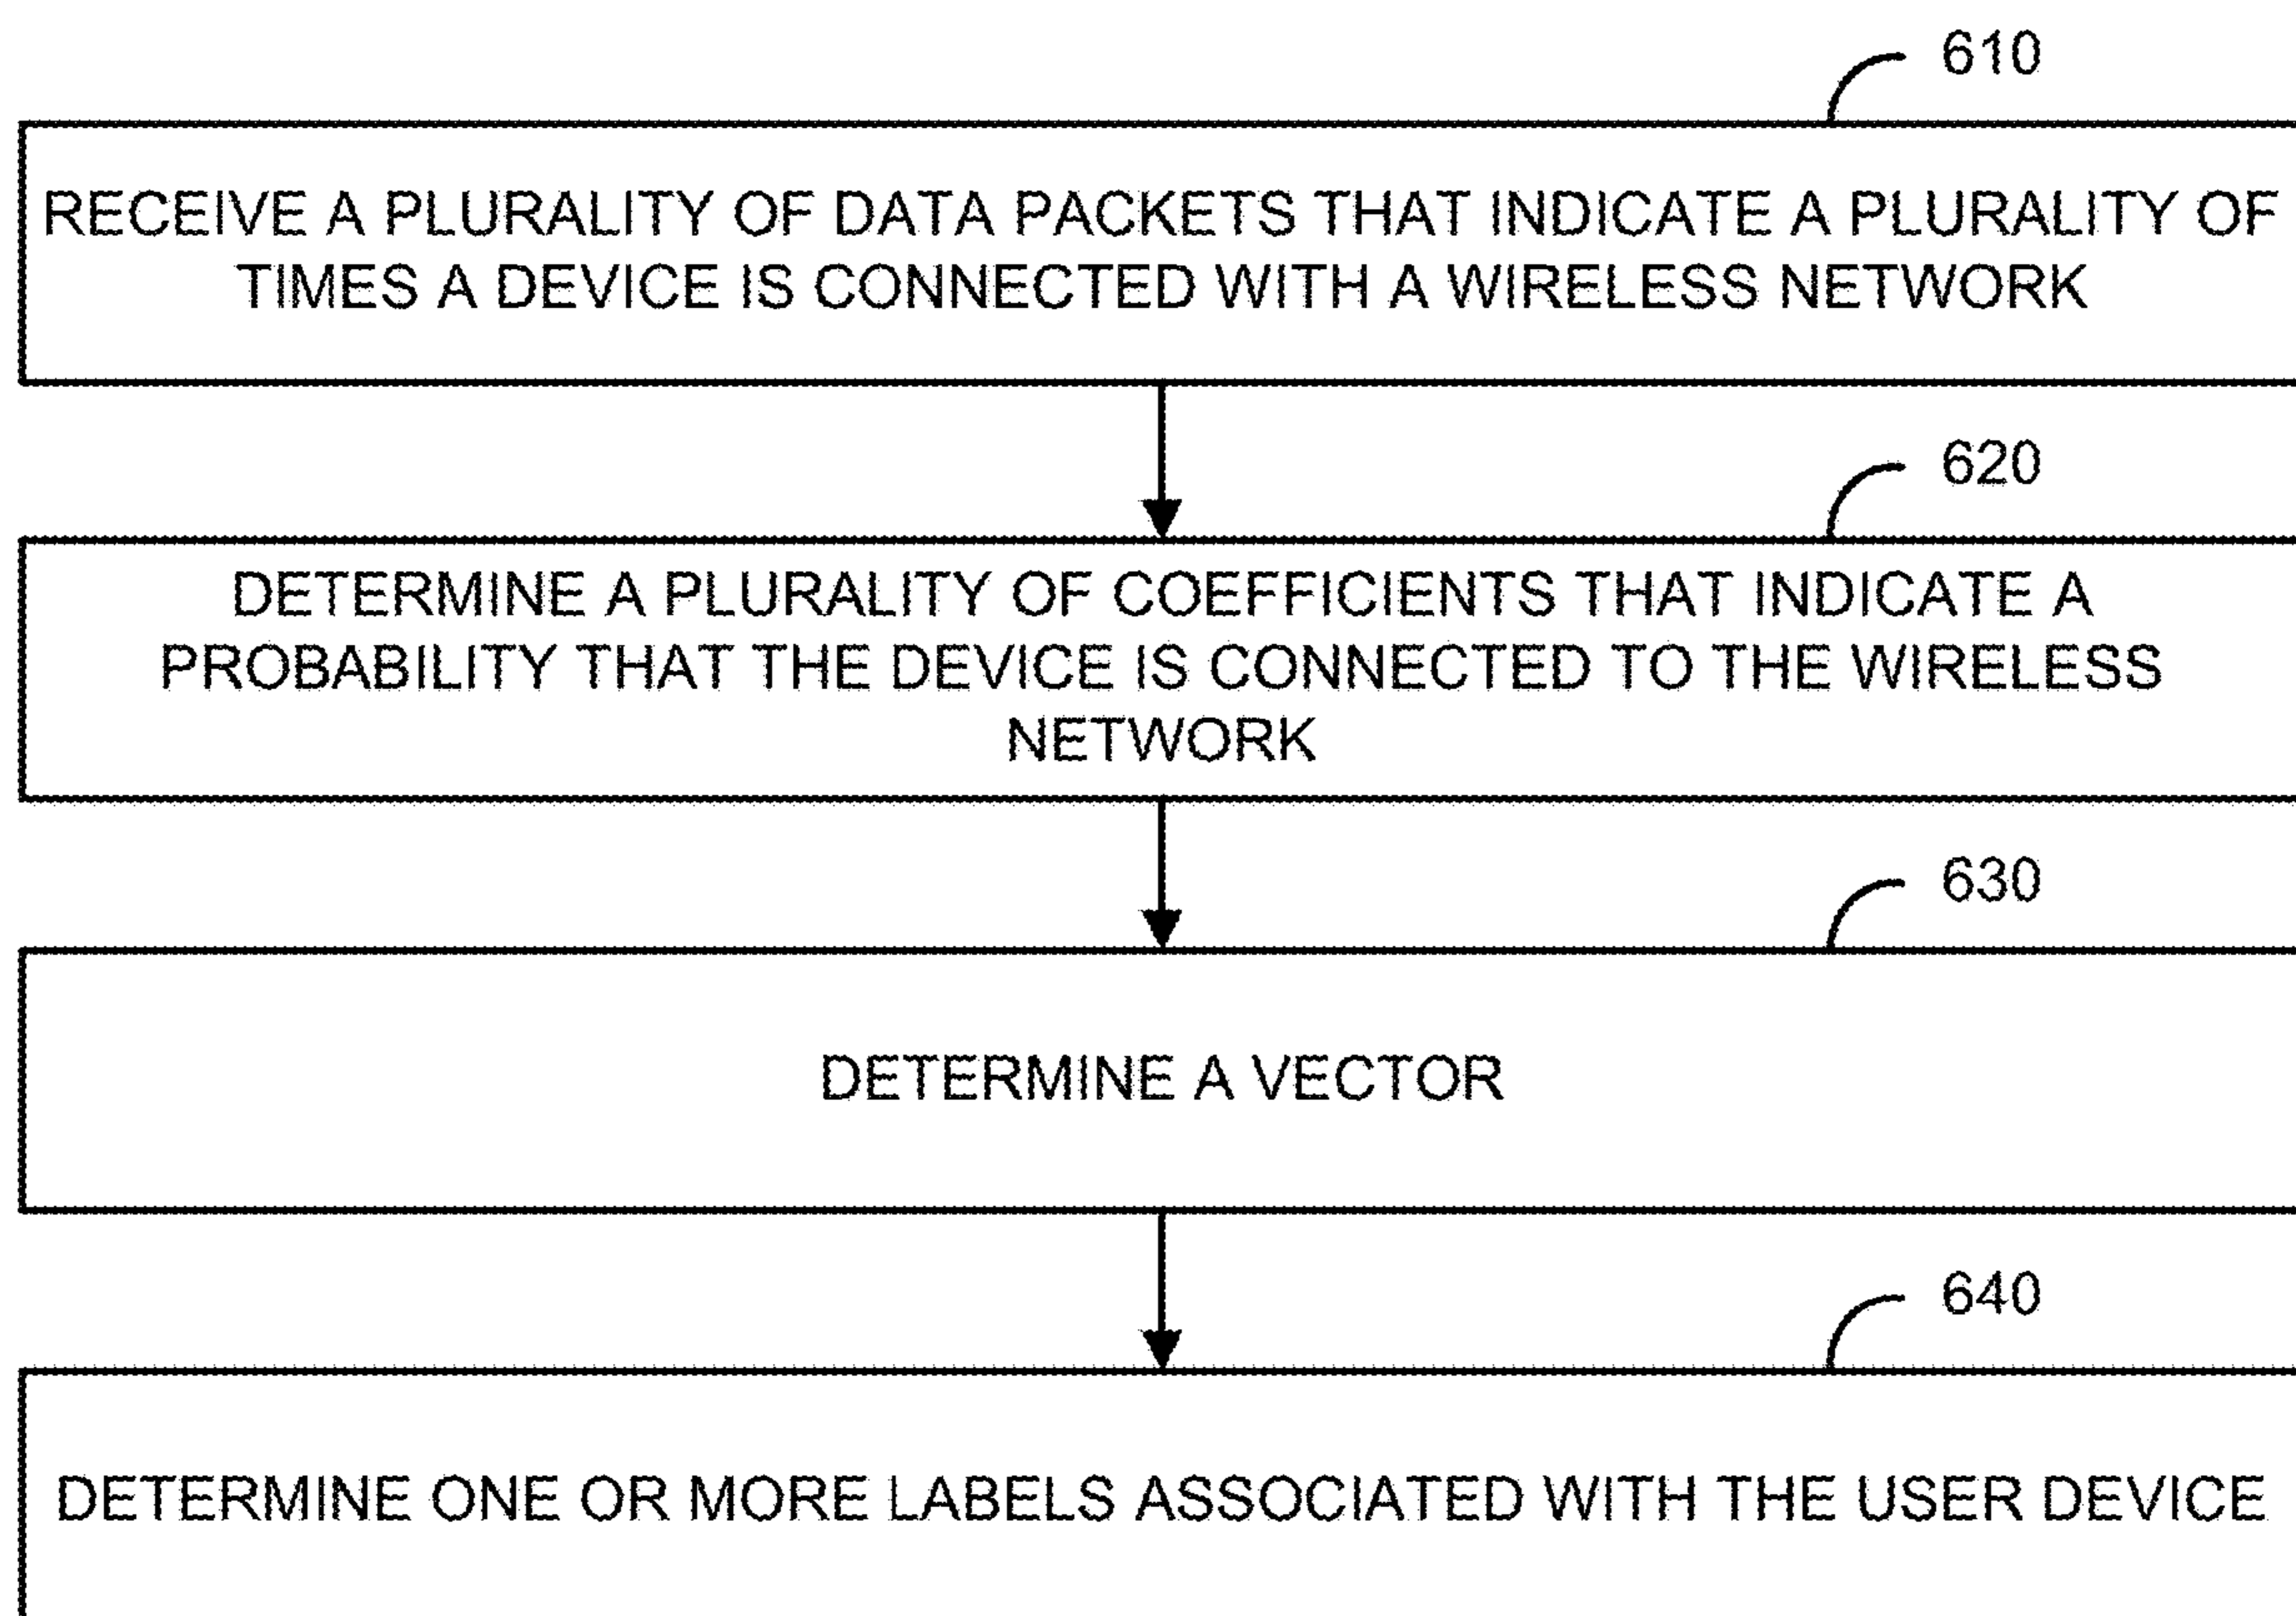 610
RECEIVE A PLURALITY OF DATA PACKETS THAT INDICATE A PLURALITY OF
TIMES A DEVICE IS CONNECTED WITH A WIRELESS NETWORK
620
DETERMINE A PLURALITY OF COEFFICIENTS THAT INDICATE A
PROBABILITY THAT THE DEVICE IS CONNECTED TO THE WIRELESS
NETWORK
630
DETERMINE A VECTOR
640
DETERMINE ONE OR MORE LABELS ASSOCIATED WITH THE USER DEVICE